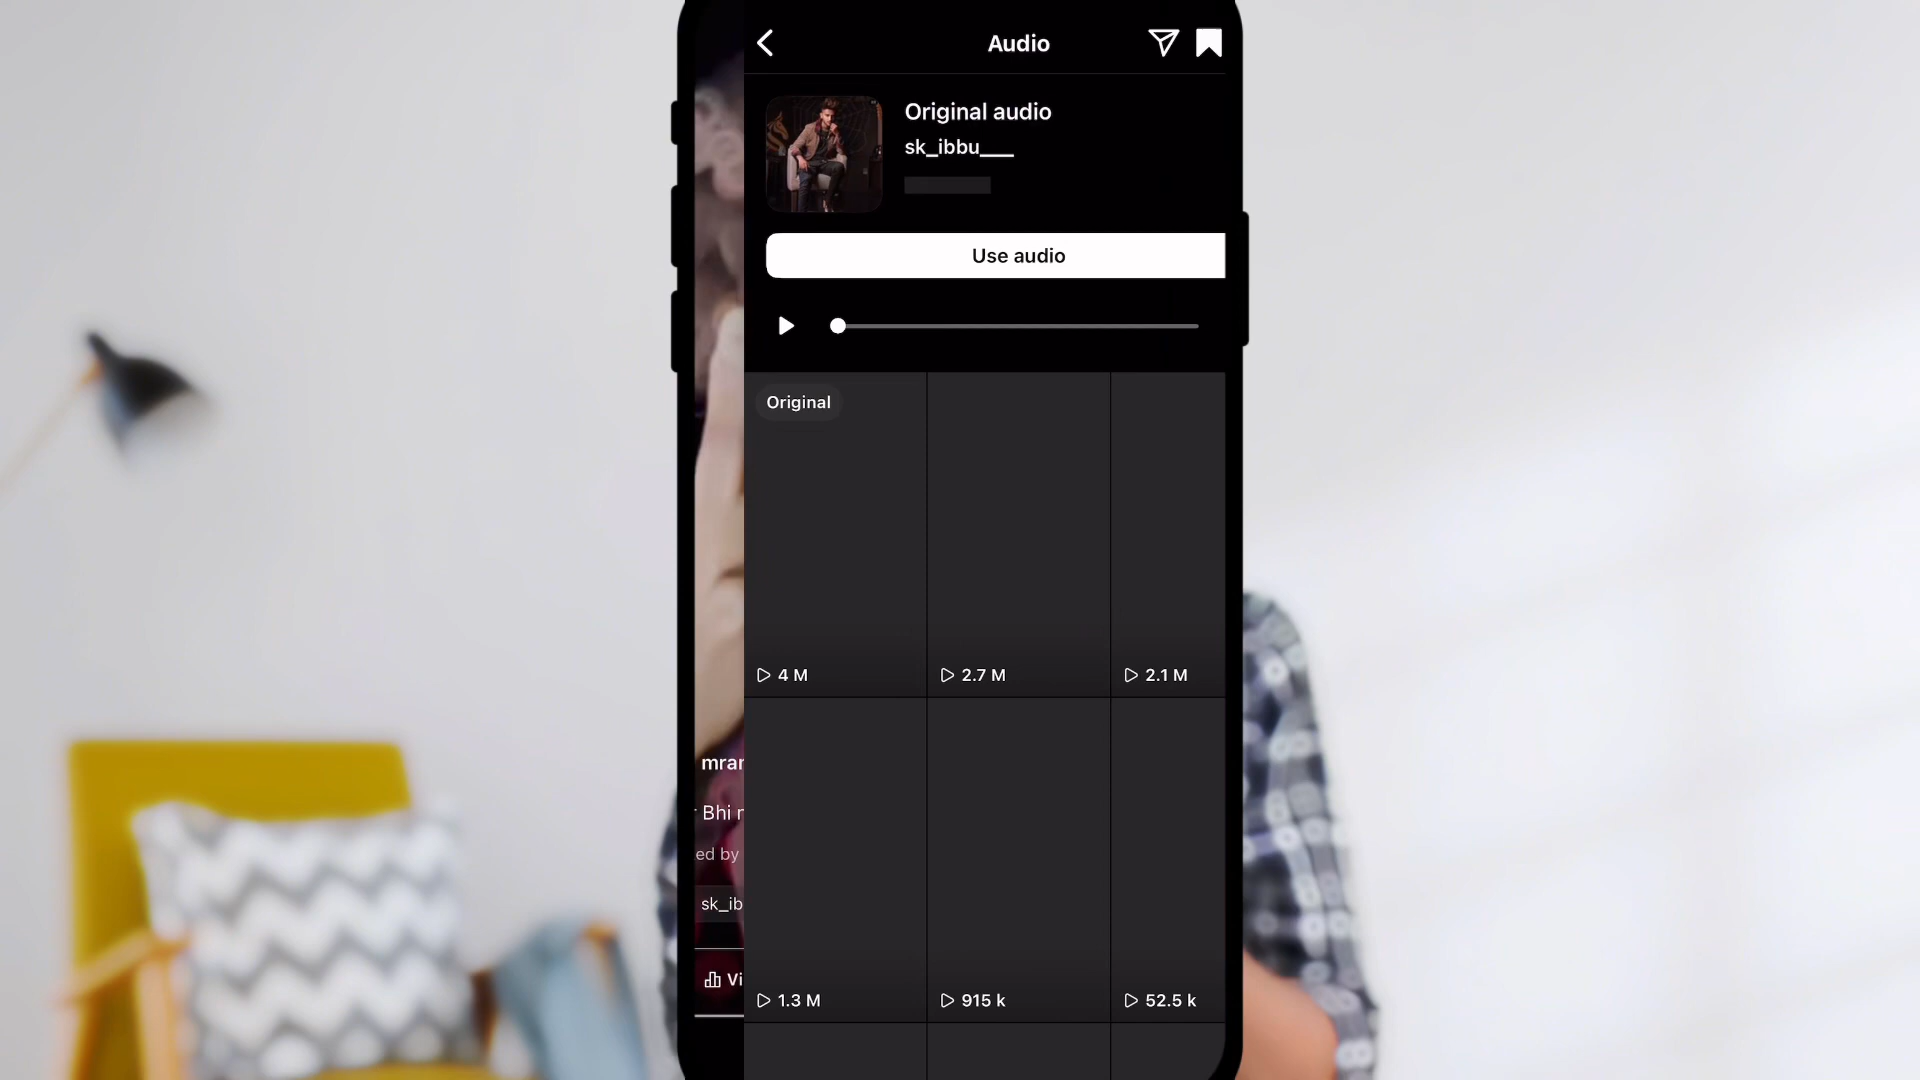 Audio
Original audio
sk_ibbu___
Use audio
Original
4 M
2.7 M
2.1 M
mrar
Bhi r
ed by
sk_ib
Vi
1.3 M
915 k
52.5 k